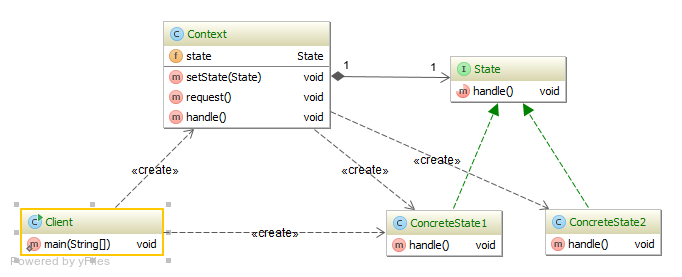 C Context
f state State
m setState(State) void
m request() void
m handle() void
1 1
I State
m handle() void
«create»
«create»
«create»
C Client
m main(String[]) void
«create»
C ConcreteState1
m handle() void
C ConcreteState2
m handle() void
Powered by yFiles